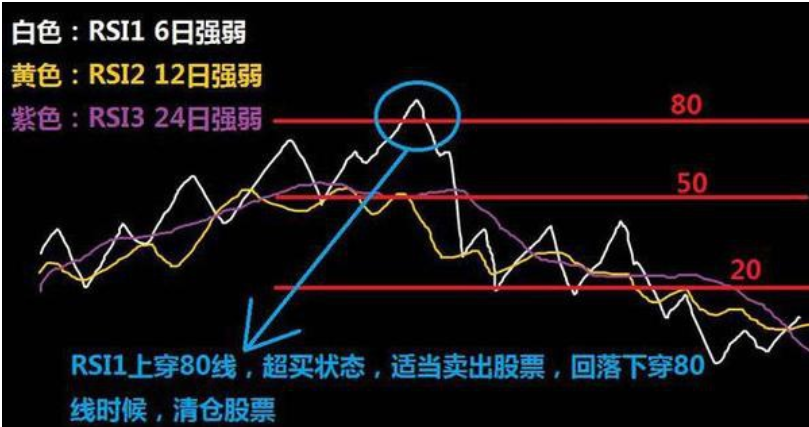 白色：RSI1 6日强弱
黄色：RSI2 12日强弱
紫色：RSI3 24日强弱
80
50
20
RSI1上穿80线，超买状态，适当卖出股票，回落下穿80
线时候，清仓股票